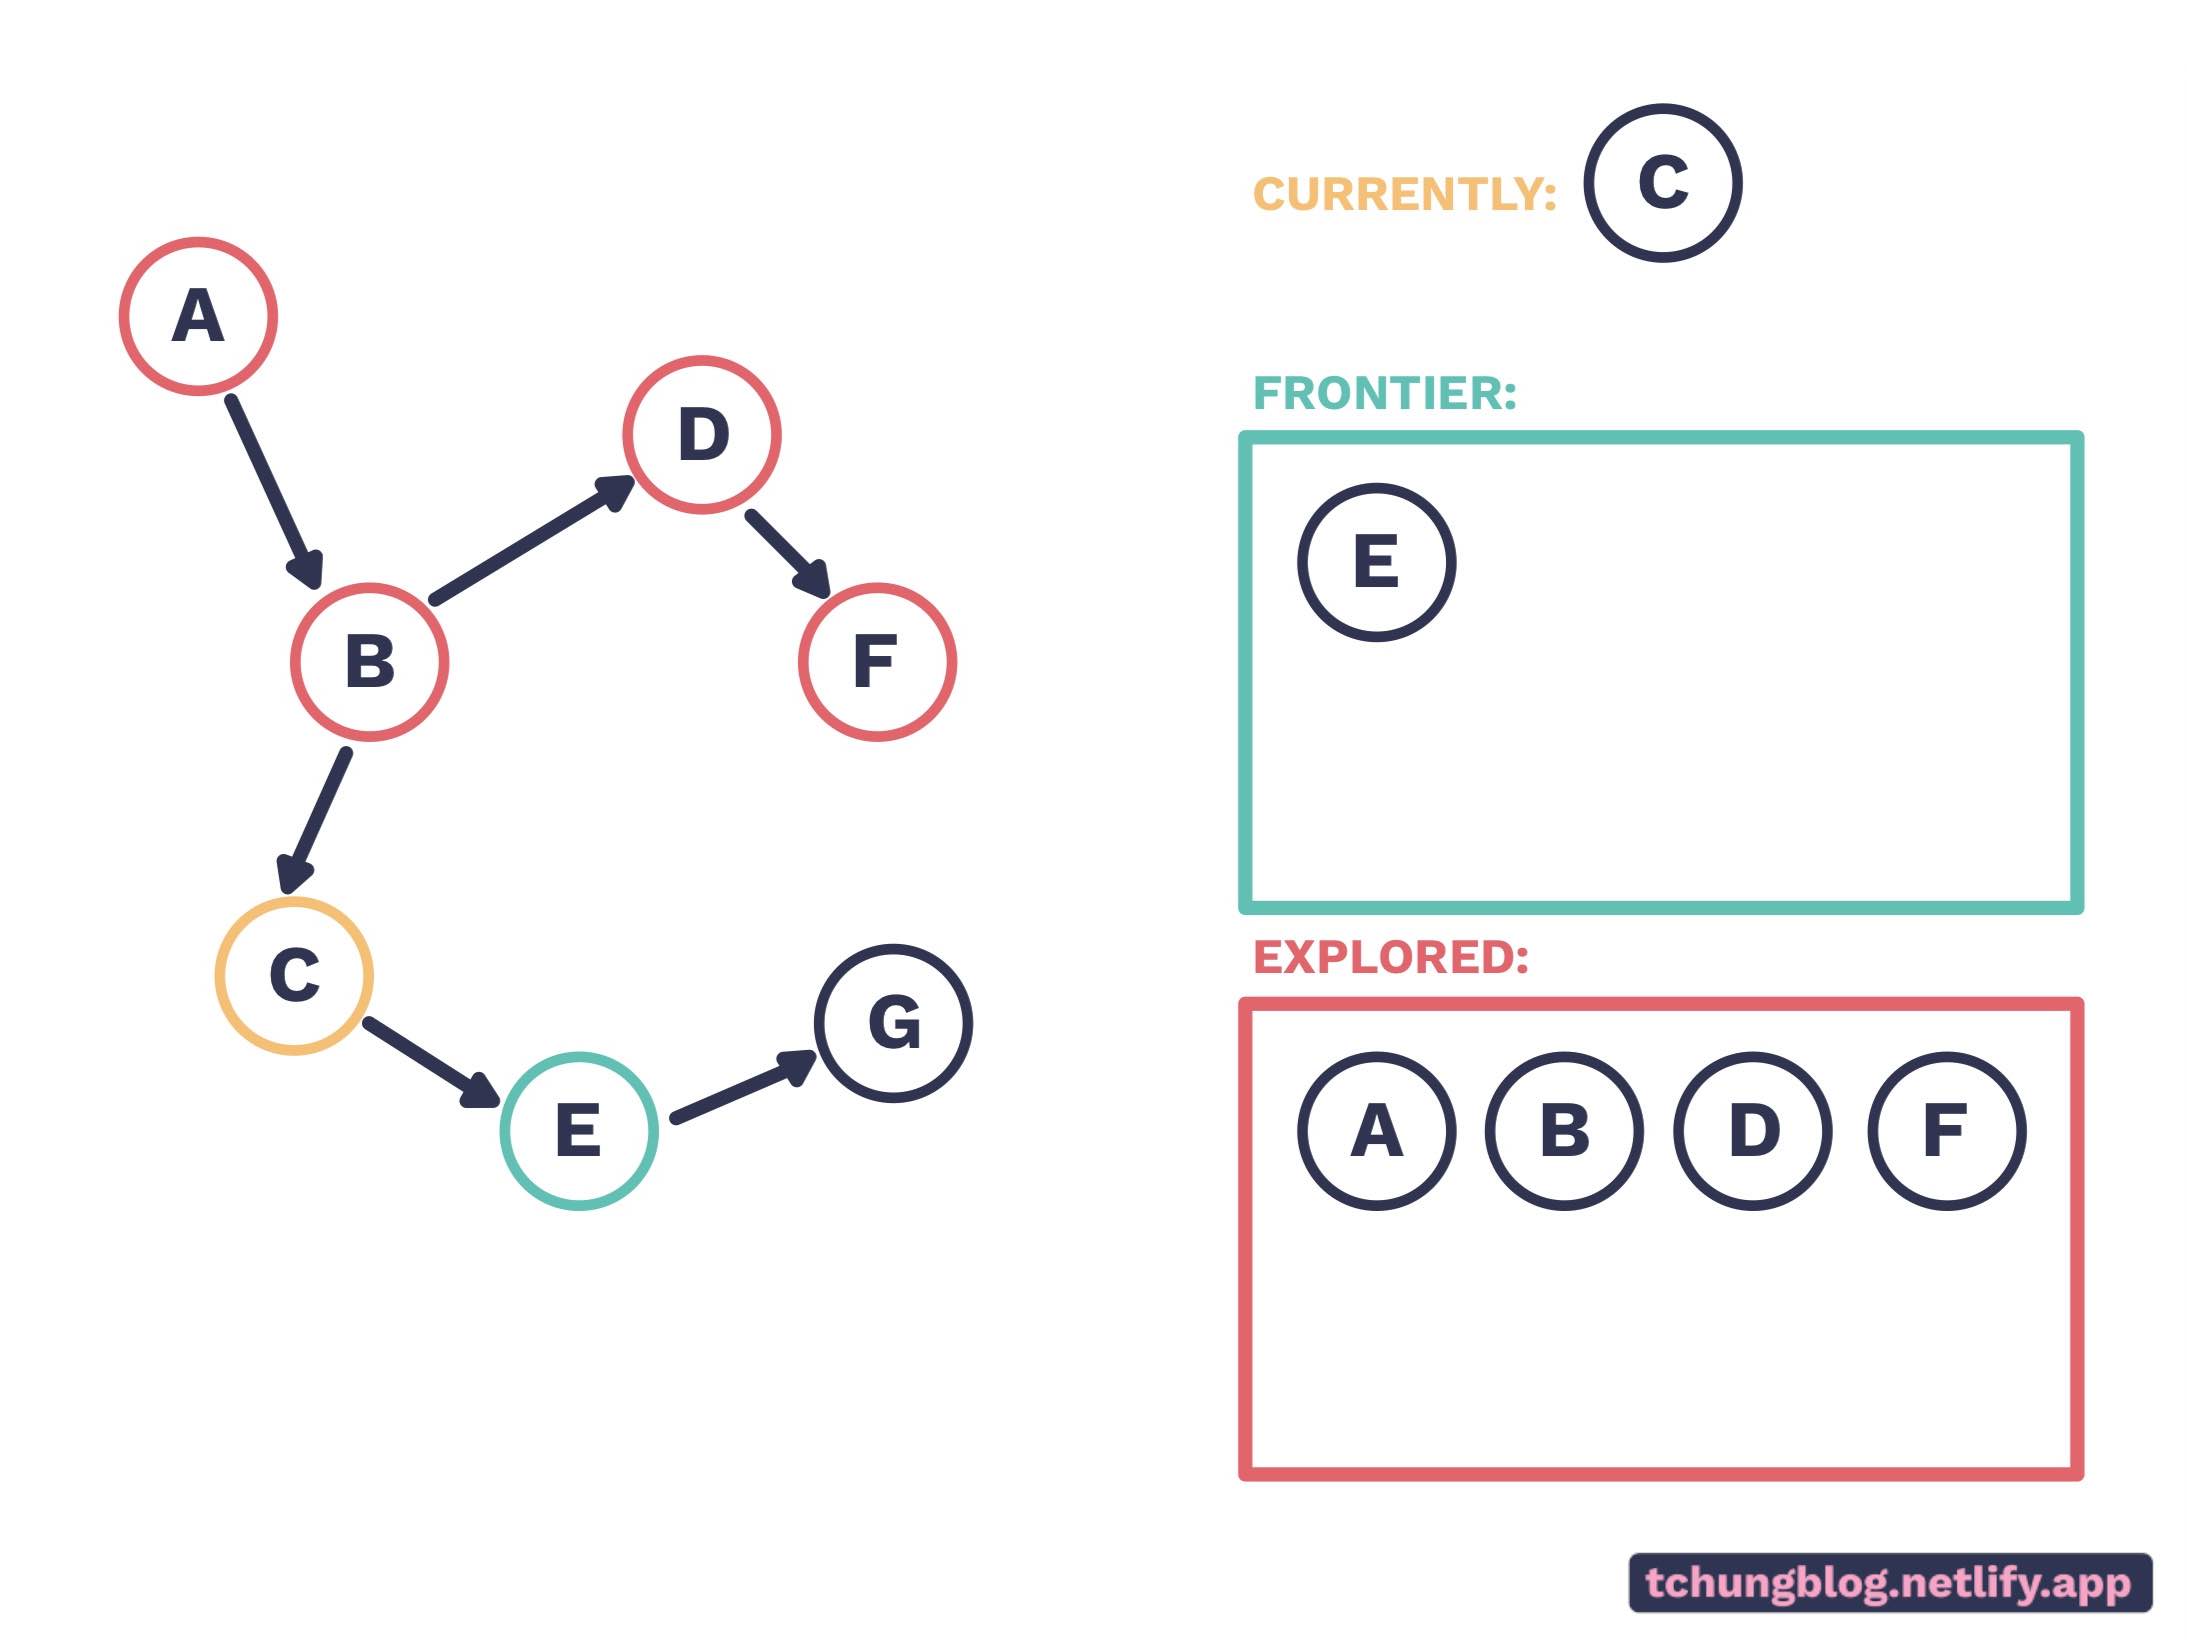 A
D
B
F
C
G
E
CURRENTLY: C
FRONTIER:
E
EXPLORED:
A B D F
tchungblog.netlify.app